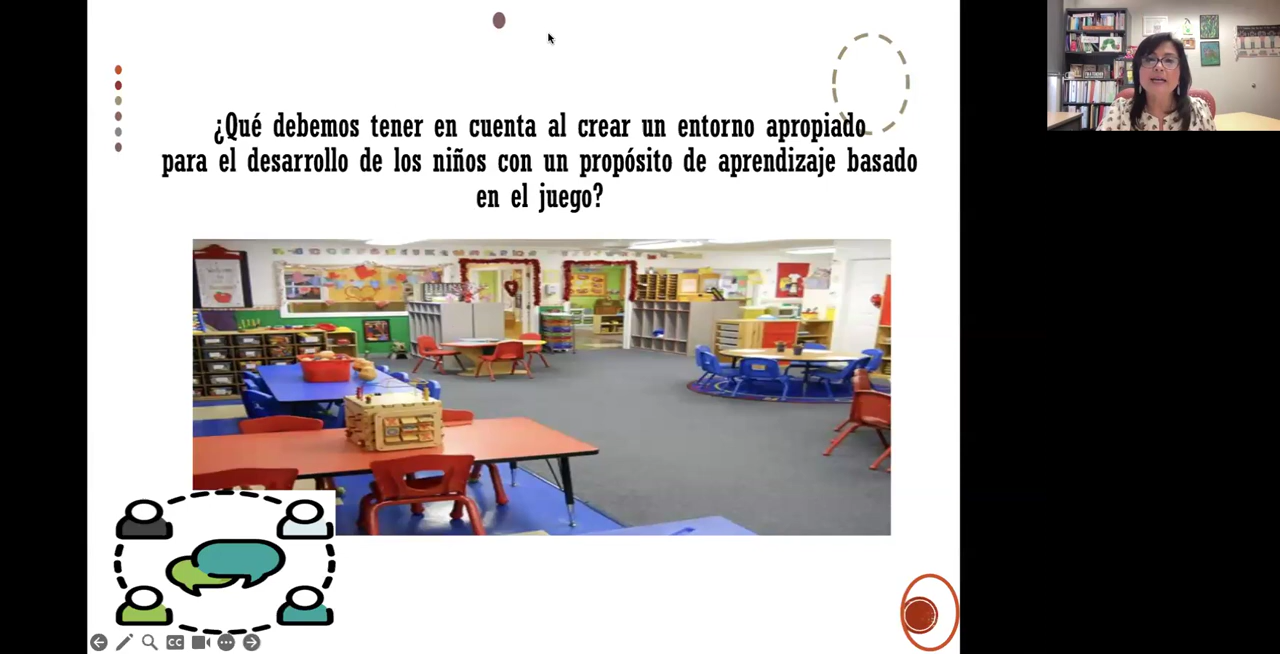 ¿Qué debemos tener en cuenta al crear un entorno apropiado
para el desarrollo de los niños con un propósito de aprendizaje basado
en el juego?
CC